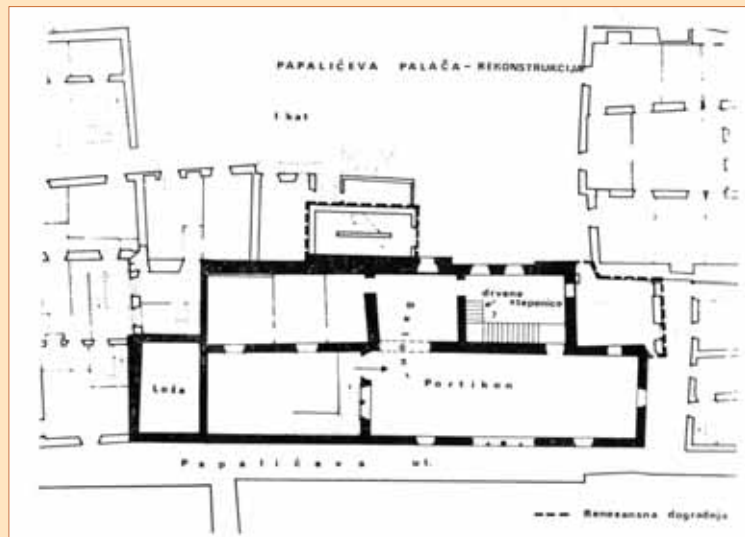 PAPALIĆEVA PALAČA - REKONSTRUKCIJA
I kat
drvene
stepenice
?
Loža
Portikon
Papalićeva ul.
Renesansna dogradnja